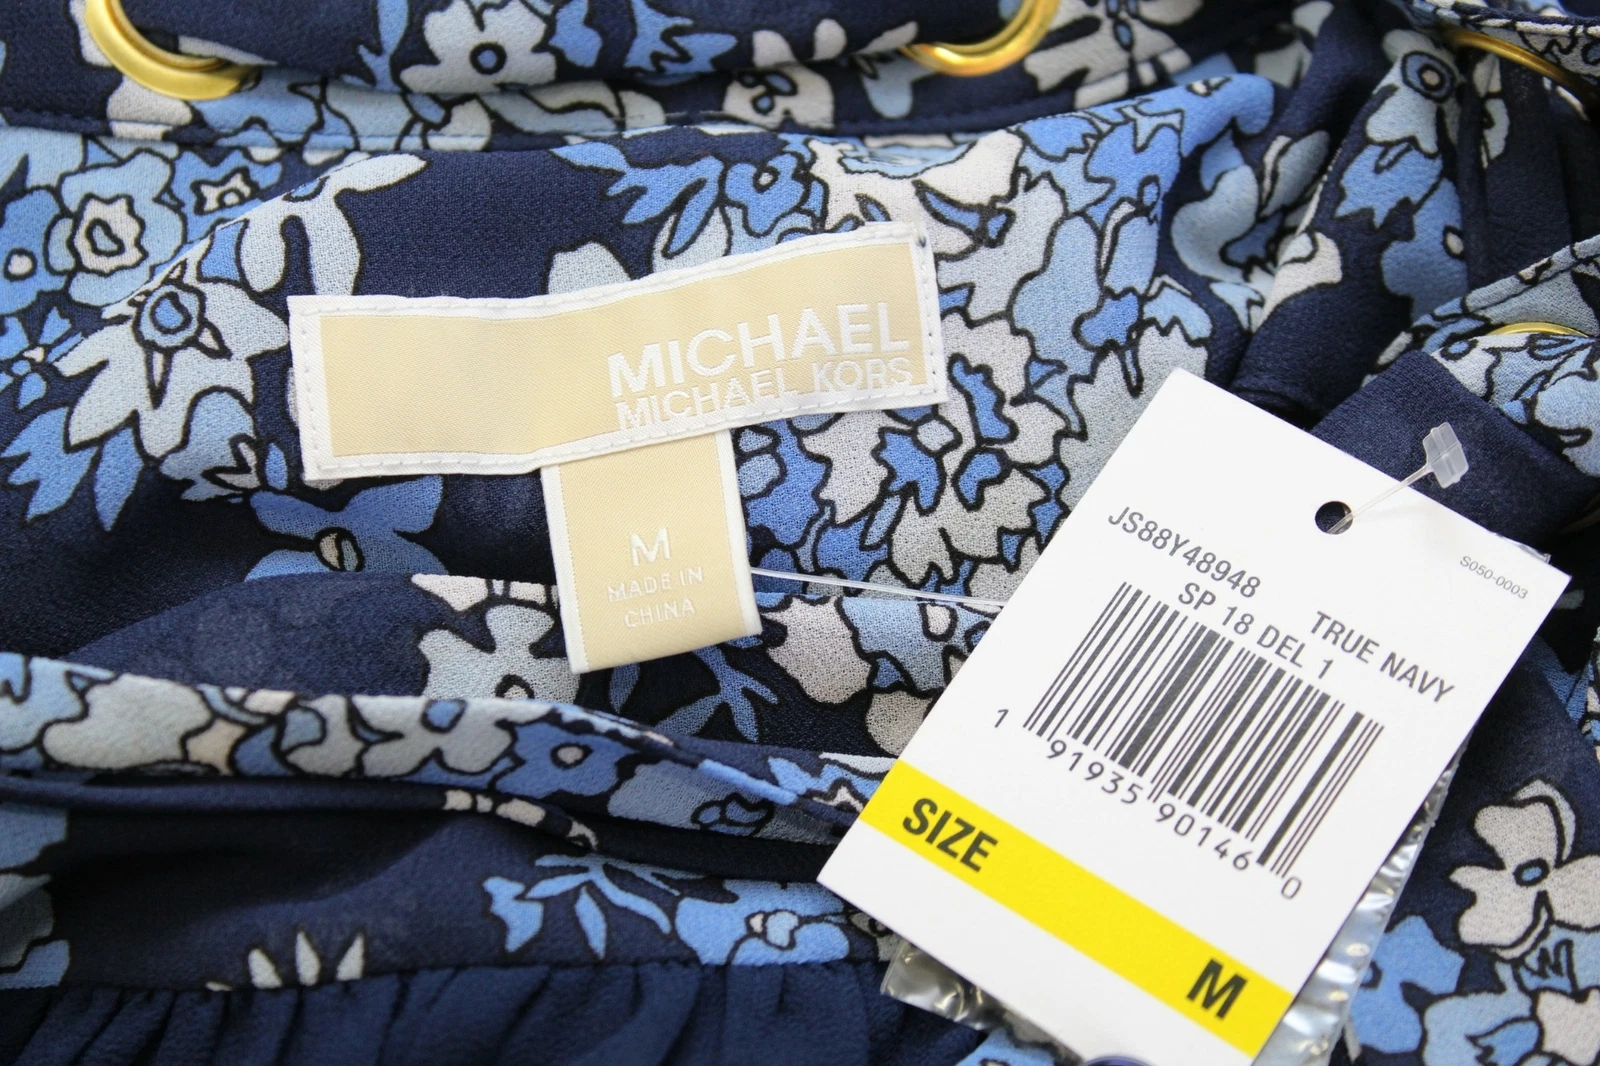 MICHAEL
MICHAEL KORS
M
MADE IN
CHINA
S050-0003
JS88Y48948 TRUE NAVY
SP 18 DEL 1
1 91935 90146 0
SIZE M